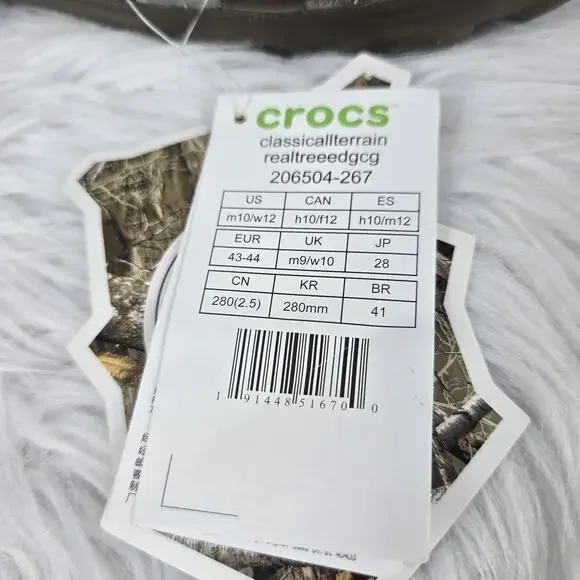 crocs™
classicallterrain
realtreeedgcg
206504-267
US CAN ES
m10/w12 h10/f12 h10/m12
EUR UK JP
43-44 m9/w10 28
CN KR BR
280(2.5) 280mm 41
1 91448 51670 0